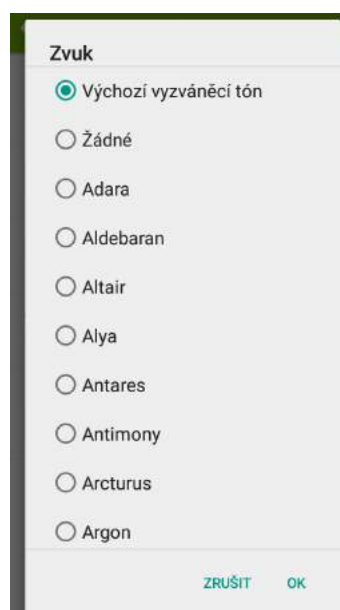 Zvuk
Výchozí vyzváněcí tón
Žádné
Adara
Aldebaran
Altair
Alya
Antares
Antimony
Arcturus
Argon
ZRUŠIT OK